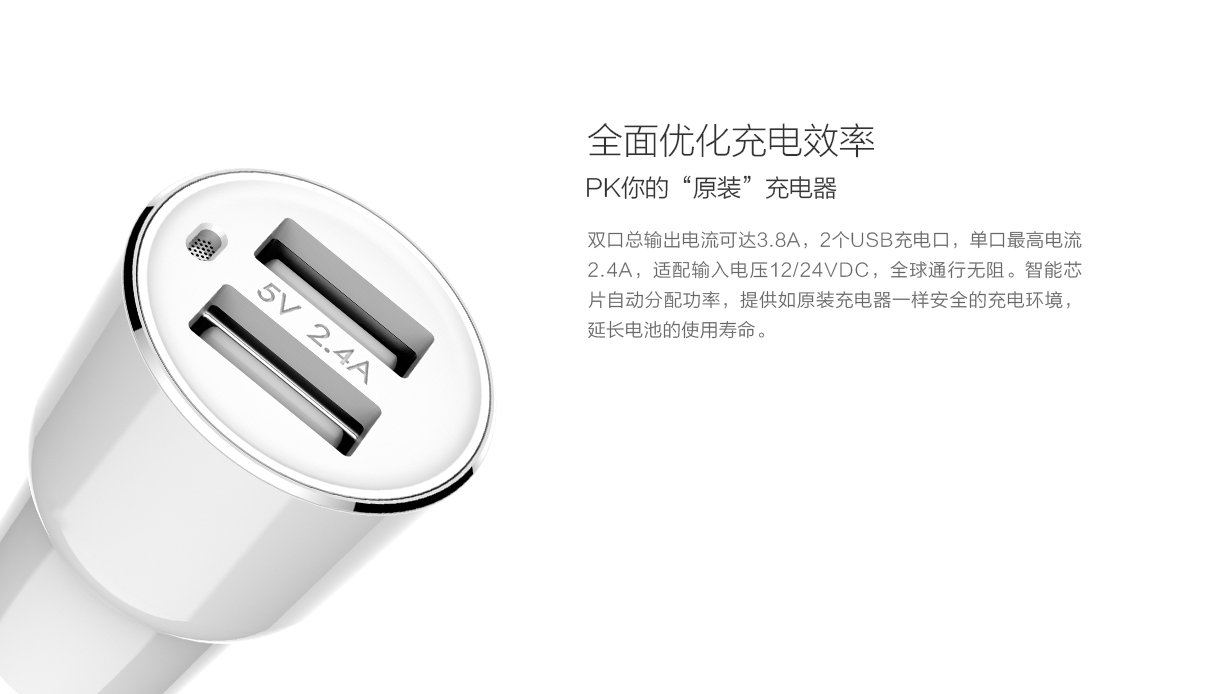 全面优化充电效率
PK你的“原装”充电器
双口总输出电流可达3.8A，2个USB充电口，单口最高电流
2.4A，适配输入电压12/24VDC，全球通行无阻。智能芯
片自动分配功率，提供如原装充电器一样安全的充电环境，
延长电池的使用寿命。
5V 2.4A